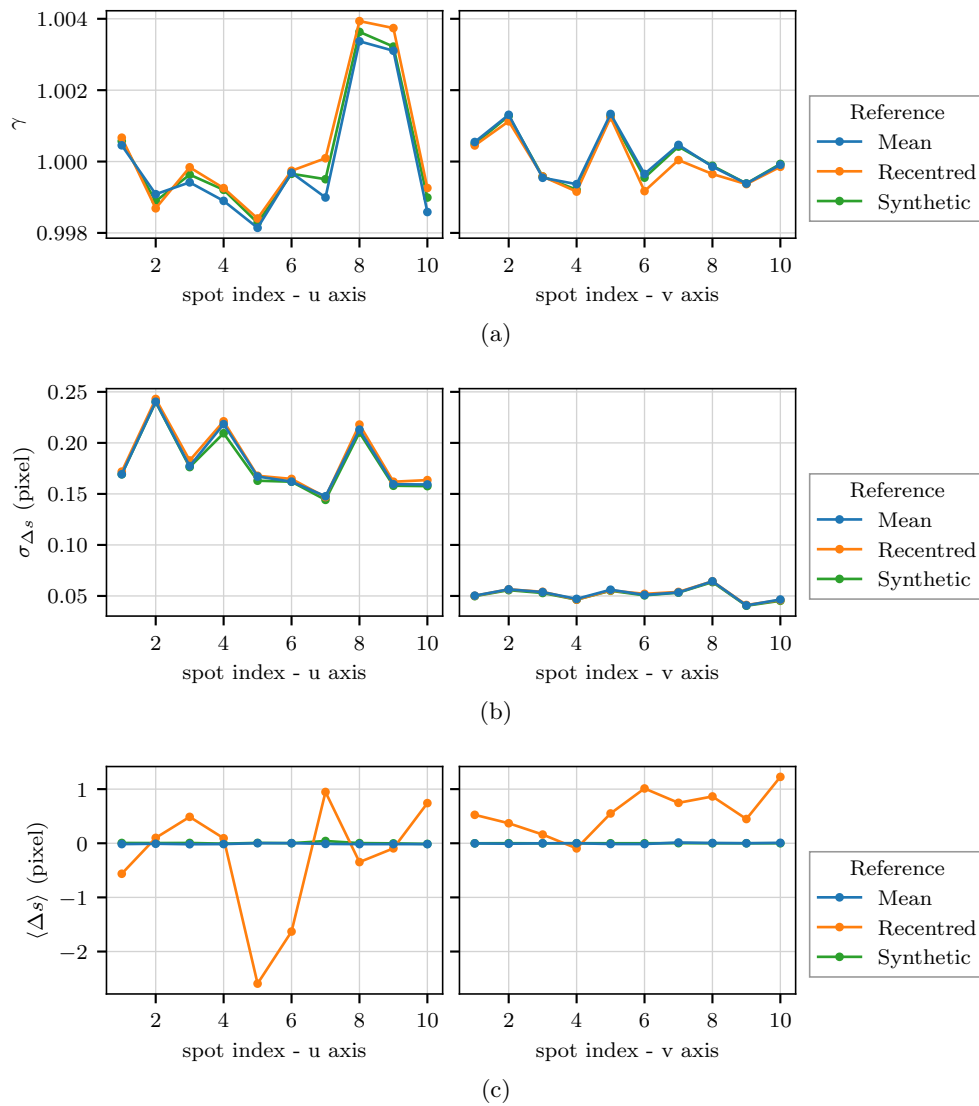 1.004
1.002
1.000
0.998
γ
2 4 6 8 10
spot index - u axis
2 4 6 8 10
spot index - v axis
Reference
Mean
Recentred
Synthetic
(a)
0.25
0.20
0.15
0.10
0.05
σΔs (pixel)
2 4 6 8 10
spot index - u axis
2 4 6 8 10
spot index - v axis
Reference
Mean
Recentred
Synthetic
(b)
1
0
−1
−2
⟨Δs⟩ (pixel)
2 4 6 8 10
spot index - u axis
2 4 6 8 10
spot index - v axis
Reference
Mean
Recentred
Synthetic
(c)